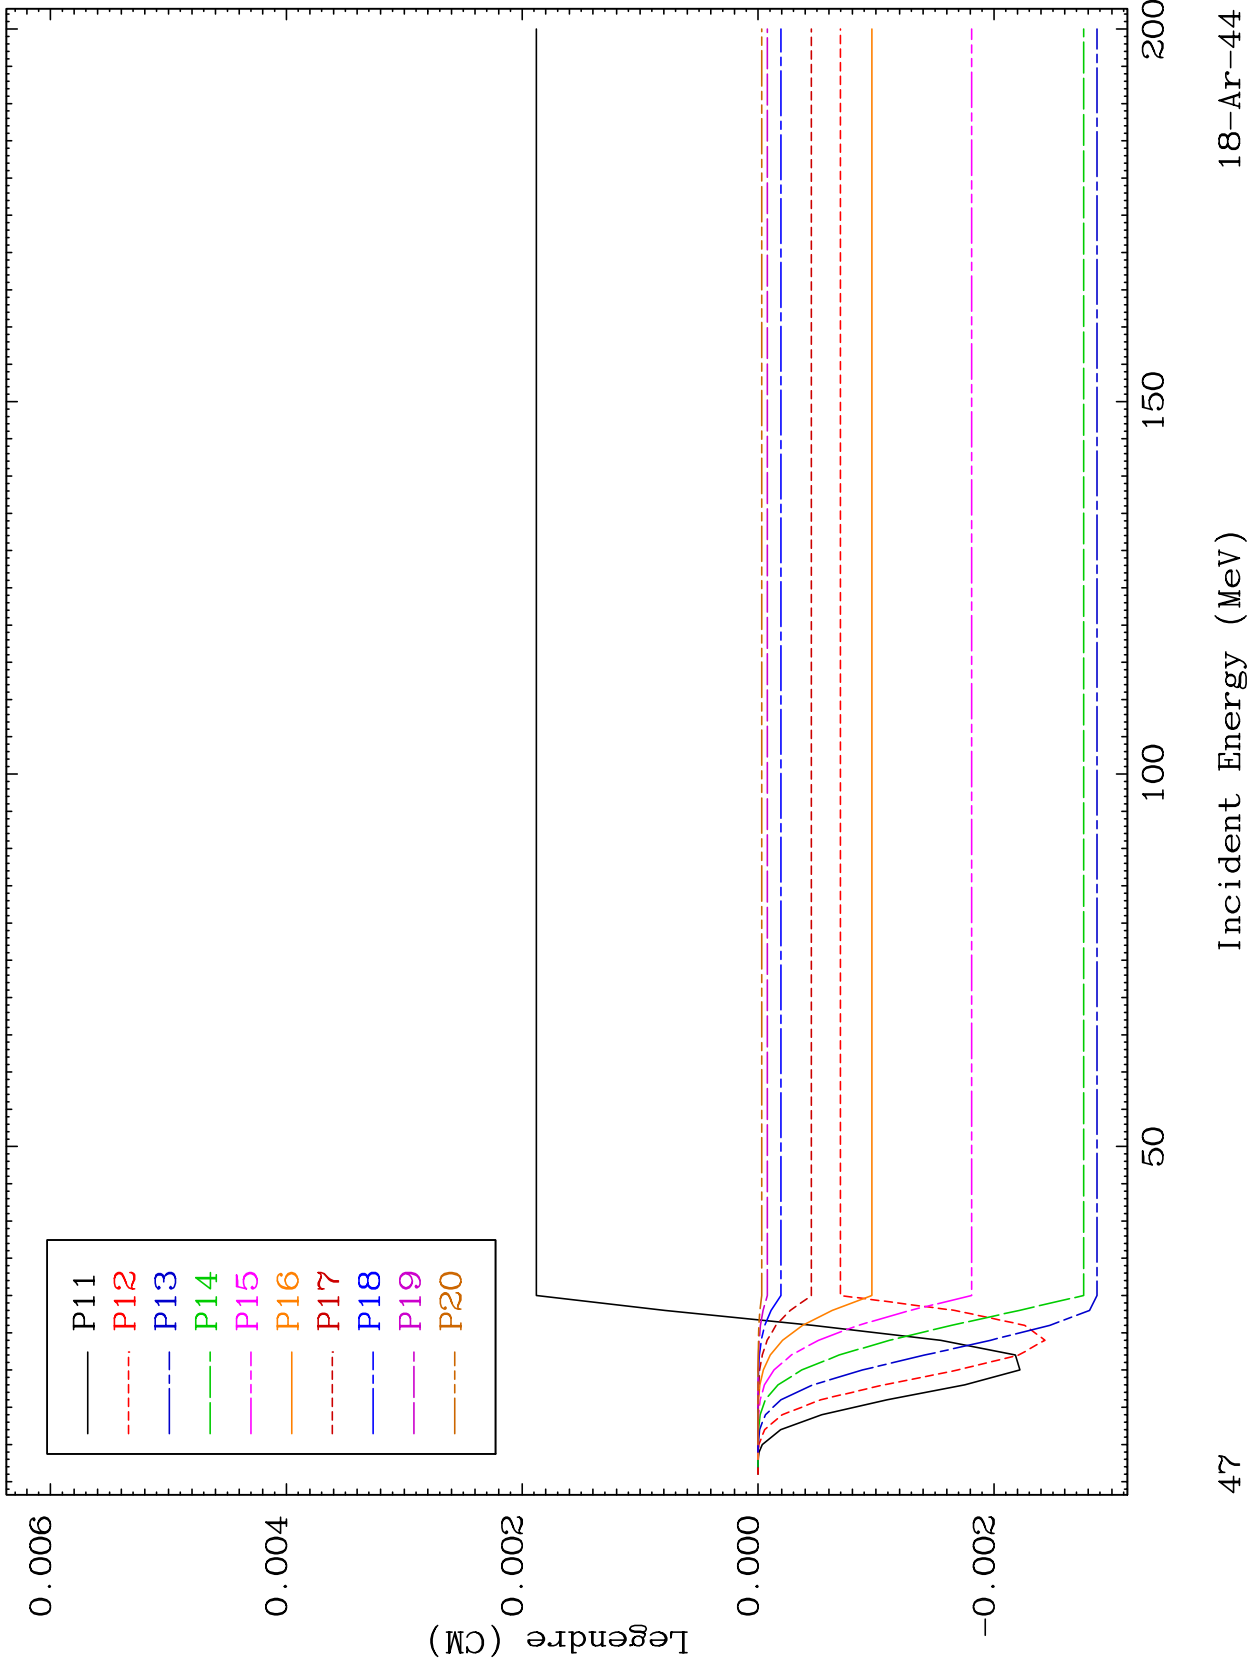 P11
P12
P13
P14
P15
P16
P17
P18
P19
P20
0.006
0.004
0.002
0.000
-0.002
Legendre (CM)
50
100
150
200
47
Incident Energy (MeV)
18-Ar-44